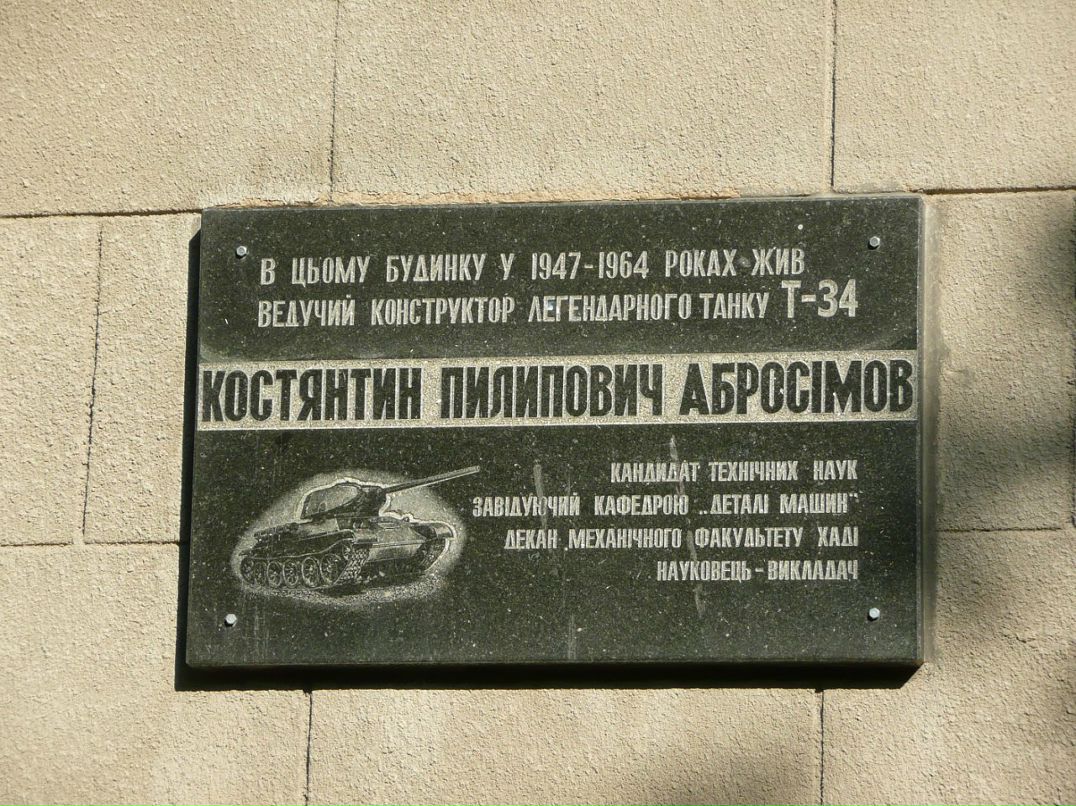 В ЦЬОМУ БУДИНКУ У 1947-1964 РОКАХ ЖИВ
ВЕДУЧИЙ КОНСТРУКТОР ЛЕГЕНДАРНОГО ТАНКУ Т-34
КОСТЯНТИН ПИЛИПОВИЧ АБРОСІМОВ
КАНДИДАТ ТЕХНІЧНИХ НАУК
ЗАВІДУЮЧИЙ КАФЕДРОЮ „ДЕТАЛІ МАШИН"
ДЕКАН МЕХАНІЧНОГО ФАКУЛЬТЕТУ ХАДІ
НАУКОВЕЦЬ-ВИКЛАДАЧ